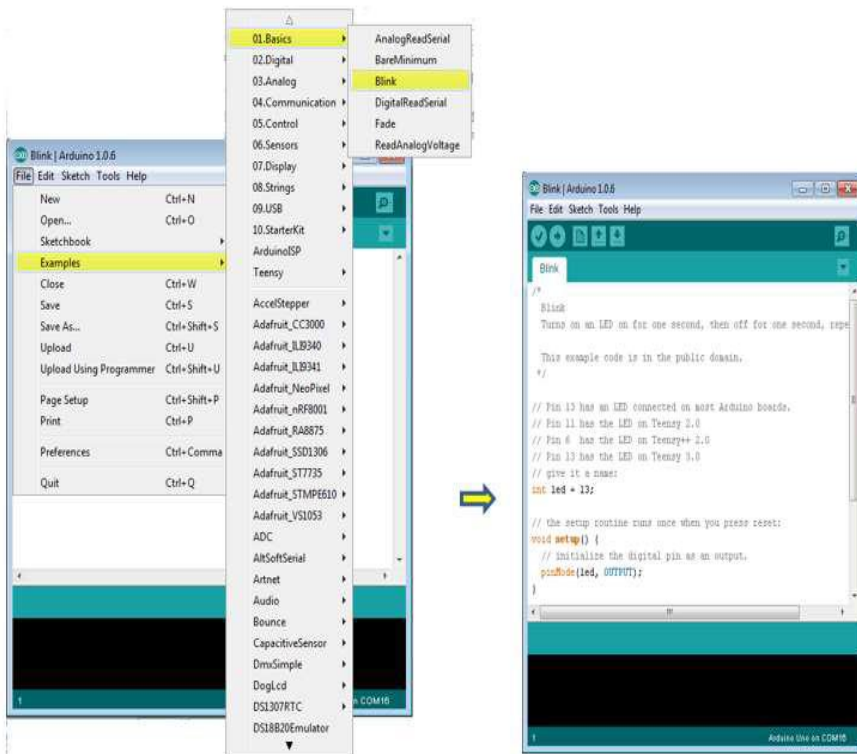 Blink | Arduino 1.0.6
File Edit Sketch Tools Help
New Ctrl+N
Open... Ctrl+O
Sketchbook
Examples
Close Ctrl+W
Save Ctrl+S
Save As... Ctrl+Shift+S
Upload Ctrl+U
Upload Using Programmer Ctrl+Shift+U
Page Setup Ctrl+Shift+P
Print Ctrl+P
Preferences Ctrl+Comma
Quit Ctrl+Q
1
n COM16
01.Basics
02.Digital
03.Analog
04.Communication
05.Control
06.Sensors
07.Display
08.Strings
09.USB
10.StarterKit
ArduinoISP
Teensy
AccelStepper
Adafruit_CC3000
Adafruit_ILI9340
Adafruit_ILI9341
Adafruit_NeoPixel
Adafruit_nRF8001
Adafruit_RA8875
Adafruit_SSD1306
Adafruit_ST7735
Adafruit_STMPE610
Adafruit_VS1053
ADC
AltSoftSerial
Artnet
Audio
Bounce
CapacitiveSensor
DmxSimple
DogLcd
DS1307RTC
DS18B20Emulator
AnalogReadSerial
BareMinimum
Blink
DigitalReadSerial
Fade
ReadAnalogVoltage
Blink | Arduino 1.0.6
File Edit Sketch Tools Help
Blink
/*
Blink
Turns on an LED on for one second, then off for one second, repe
This example code is in the public domain.
*/
// Pin 13 has an LED connected on most Arduino boards.
// Pin 11 has the LED on Teensy 2.0
// Pin 6 has the LED on Teensy++ 2.0
// Pin 13 has the LED on Teensy 3.0
// give it a name:
int led = 13;
// the setup routine runs once when you press reset:
void setup() {
// initialize the digital pin as an output.
pinMode(led, OUTPUT);
}
1
Arduino Uno on COM16